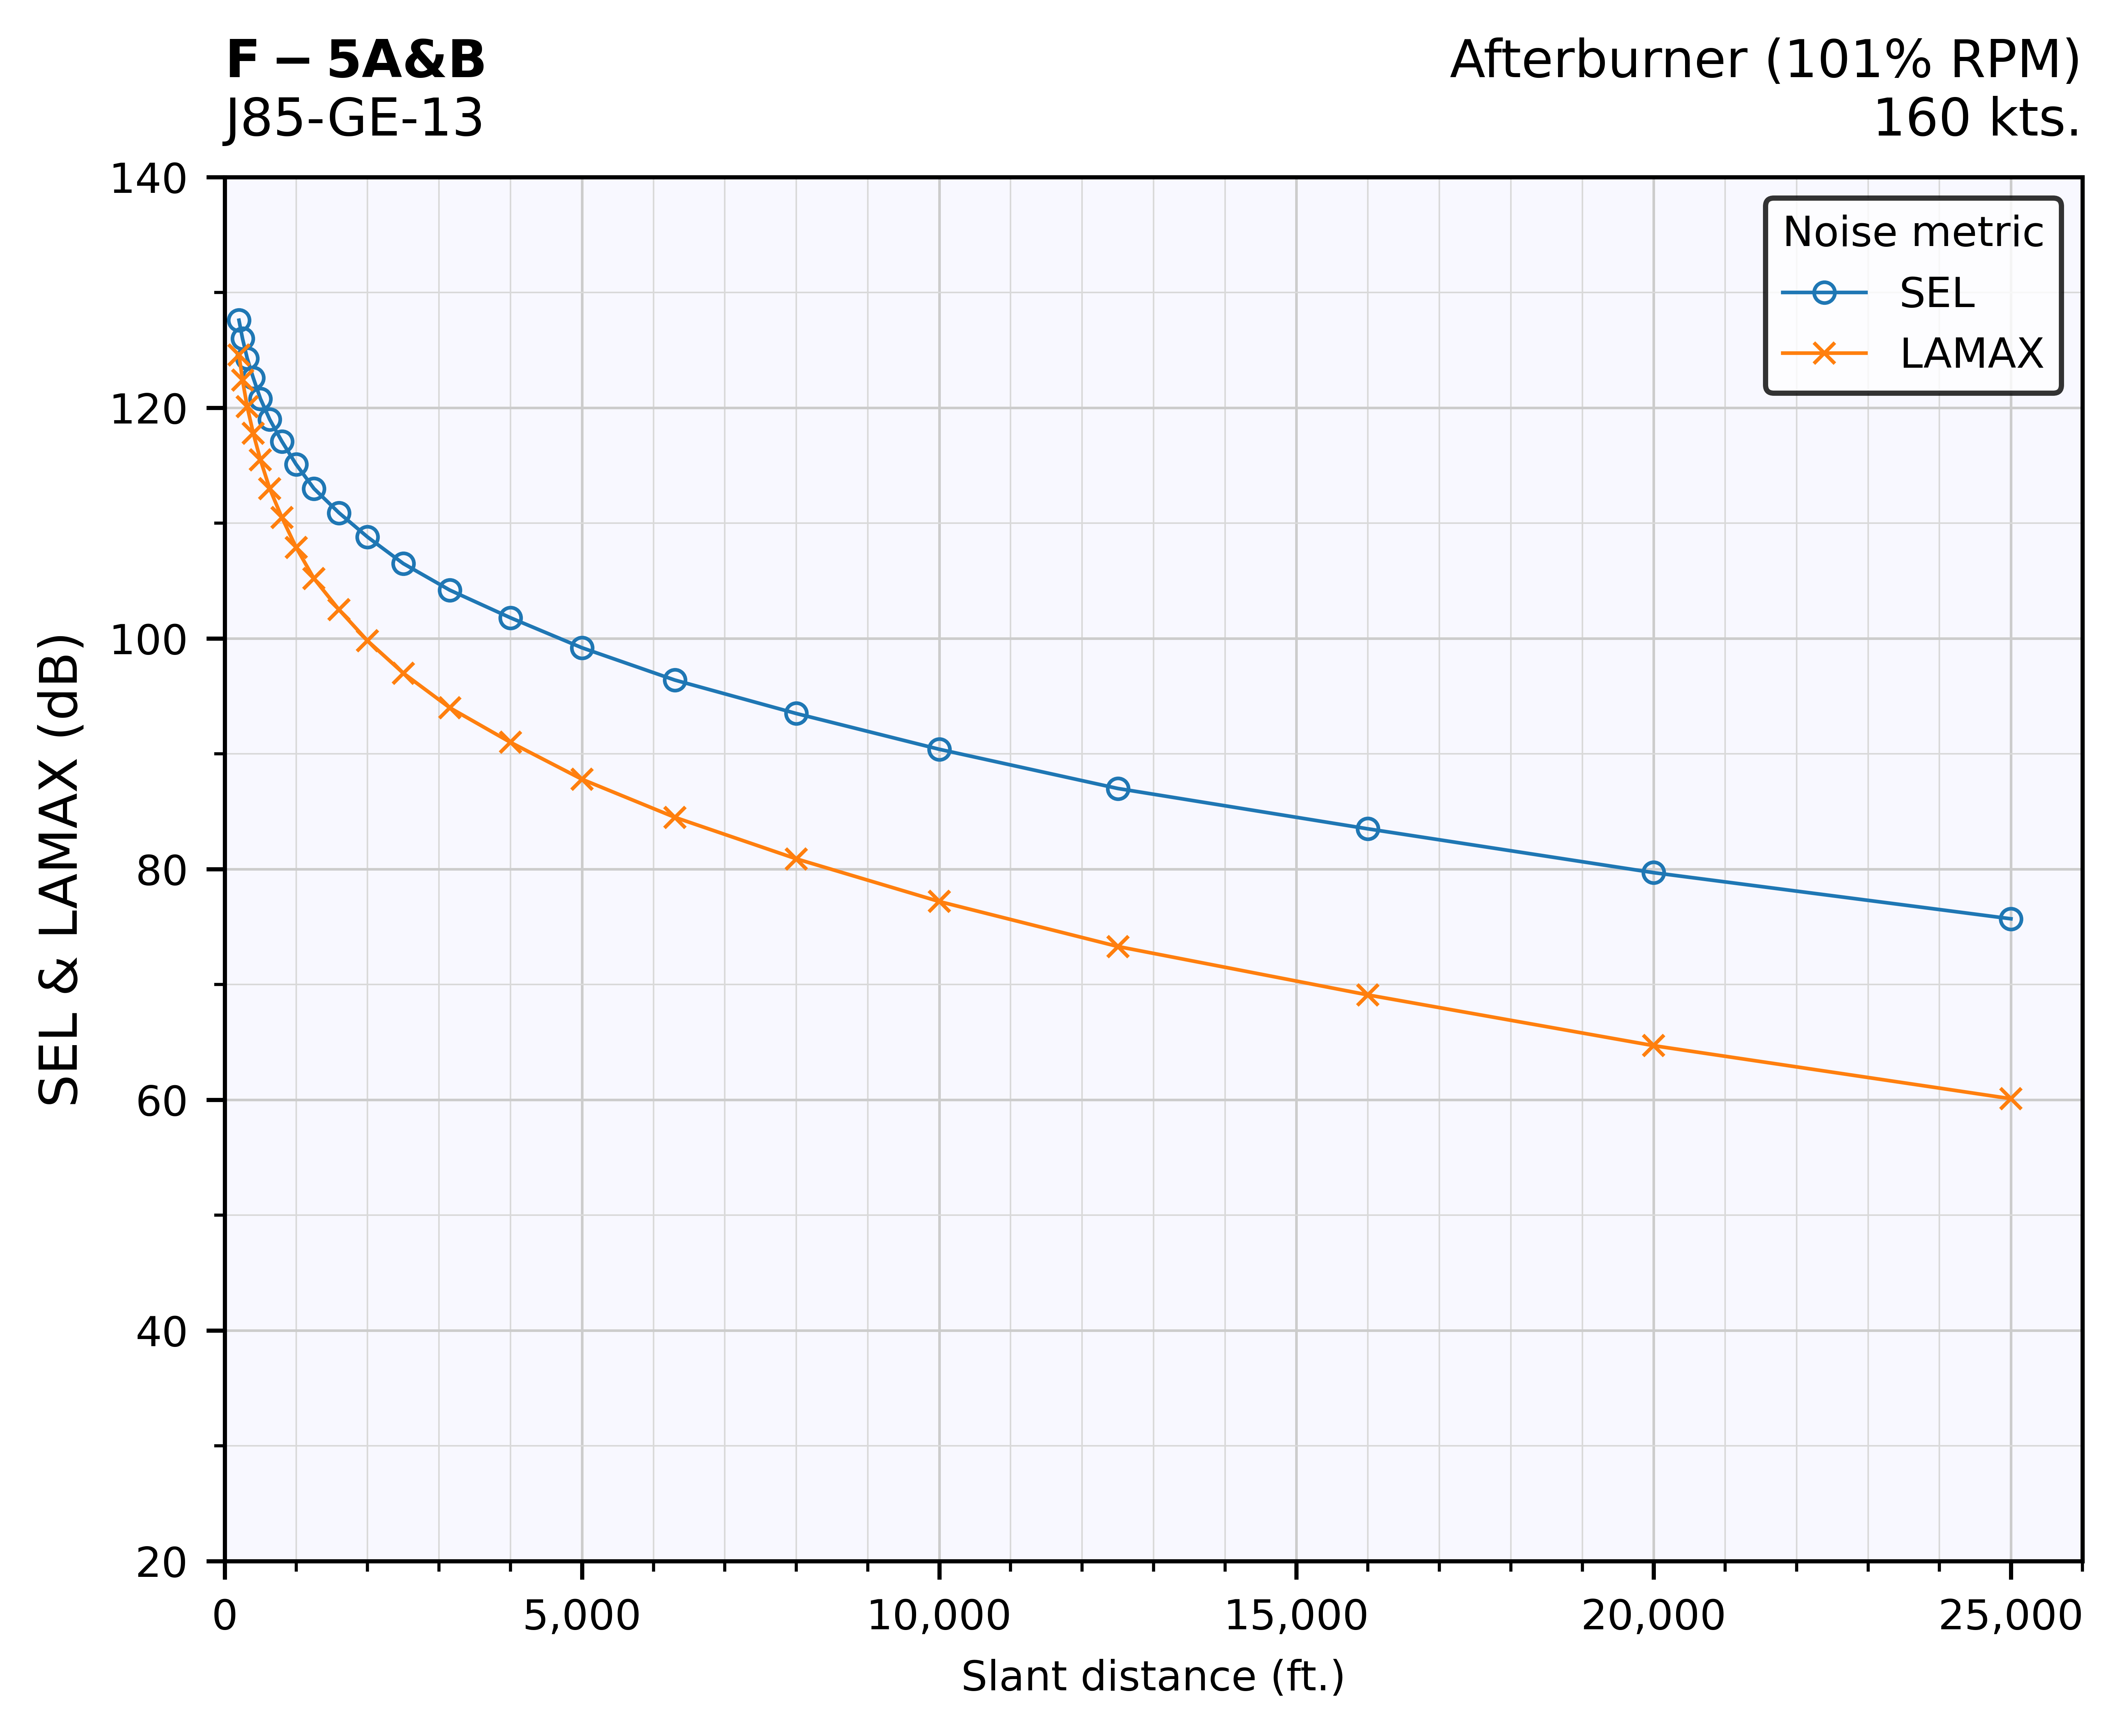 F − 5A&B
J85-GE-13
Afterburner (101% RPM)
160 kts.
Noise metric
SEL
LAMAX
SEL & LAMAX (dB)
140
120
100
80
60
40
20
0
5,000
10,000
15,000
20,000
25,000
Slant distance (ft.)